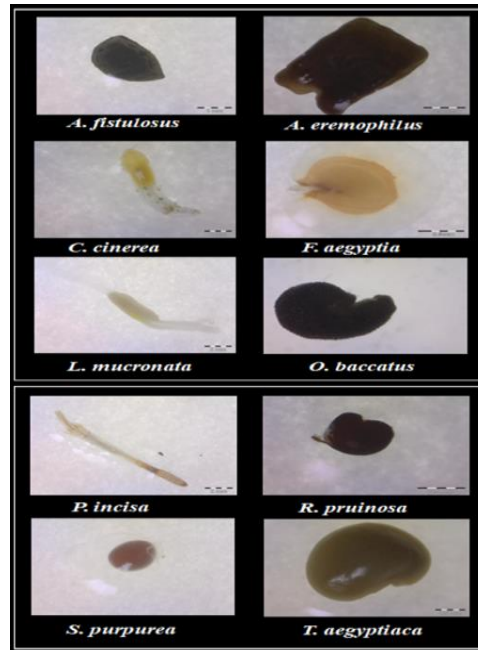 A. fistulosus
A. eremophilus
C. cinerea
F. aegyptia
L. mucronata
O. baccatus
P. incisa
R. pruinosa
S. purpurea
T. aegyptiaca